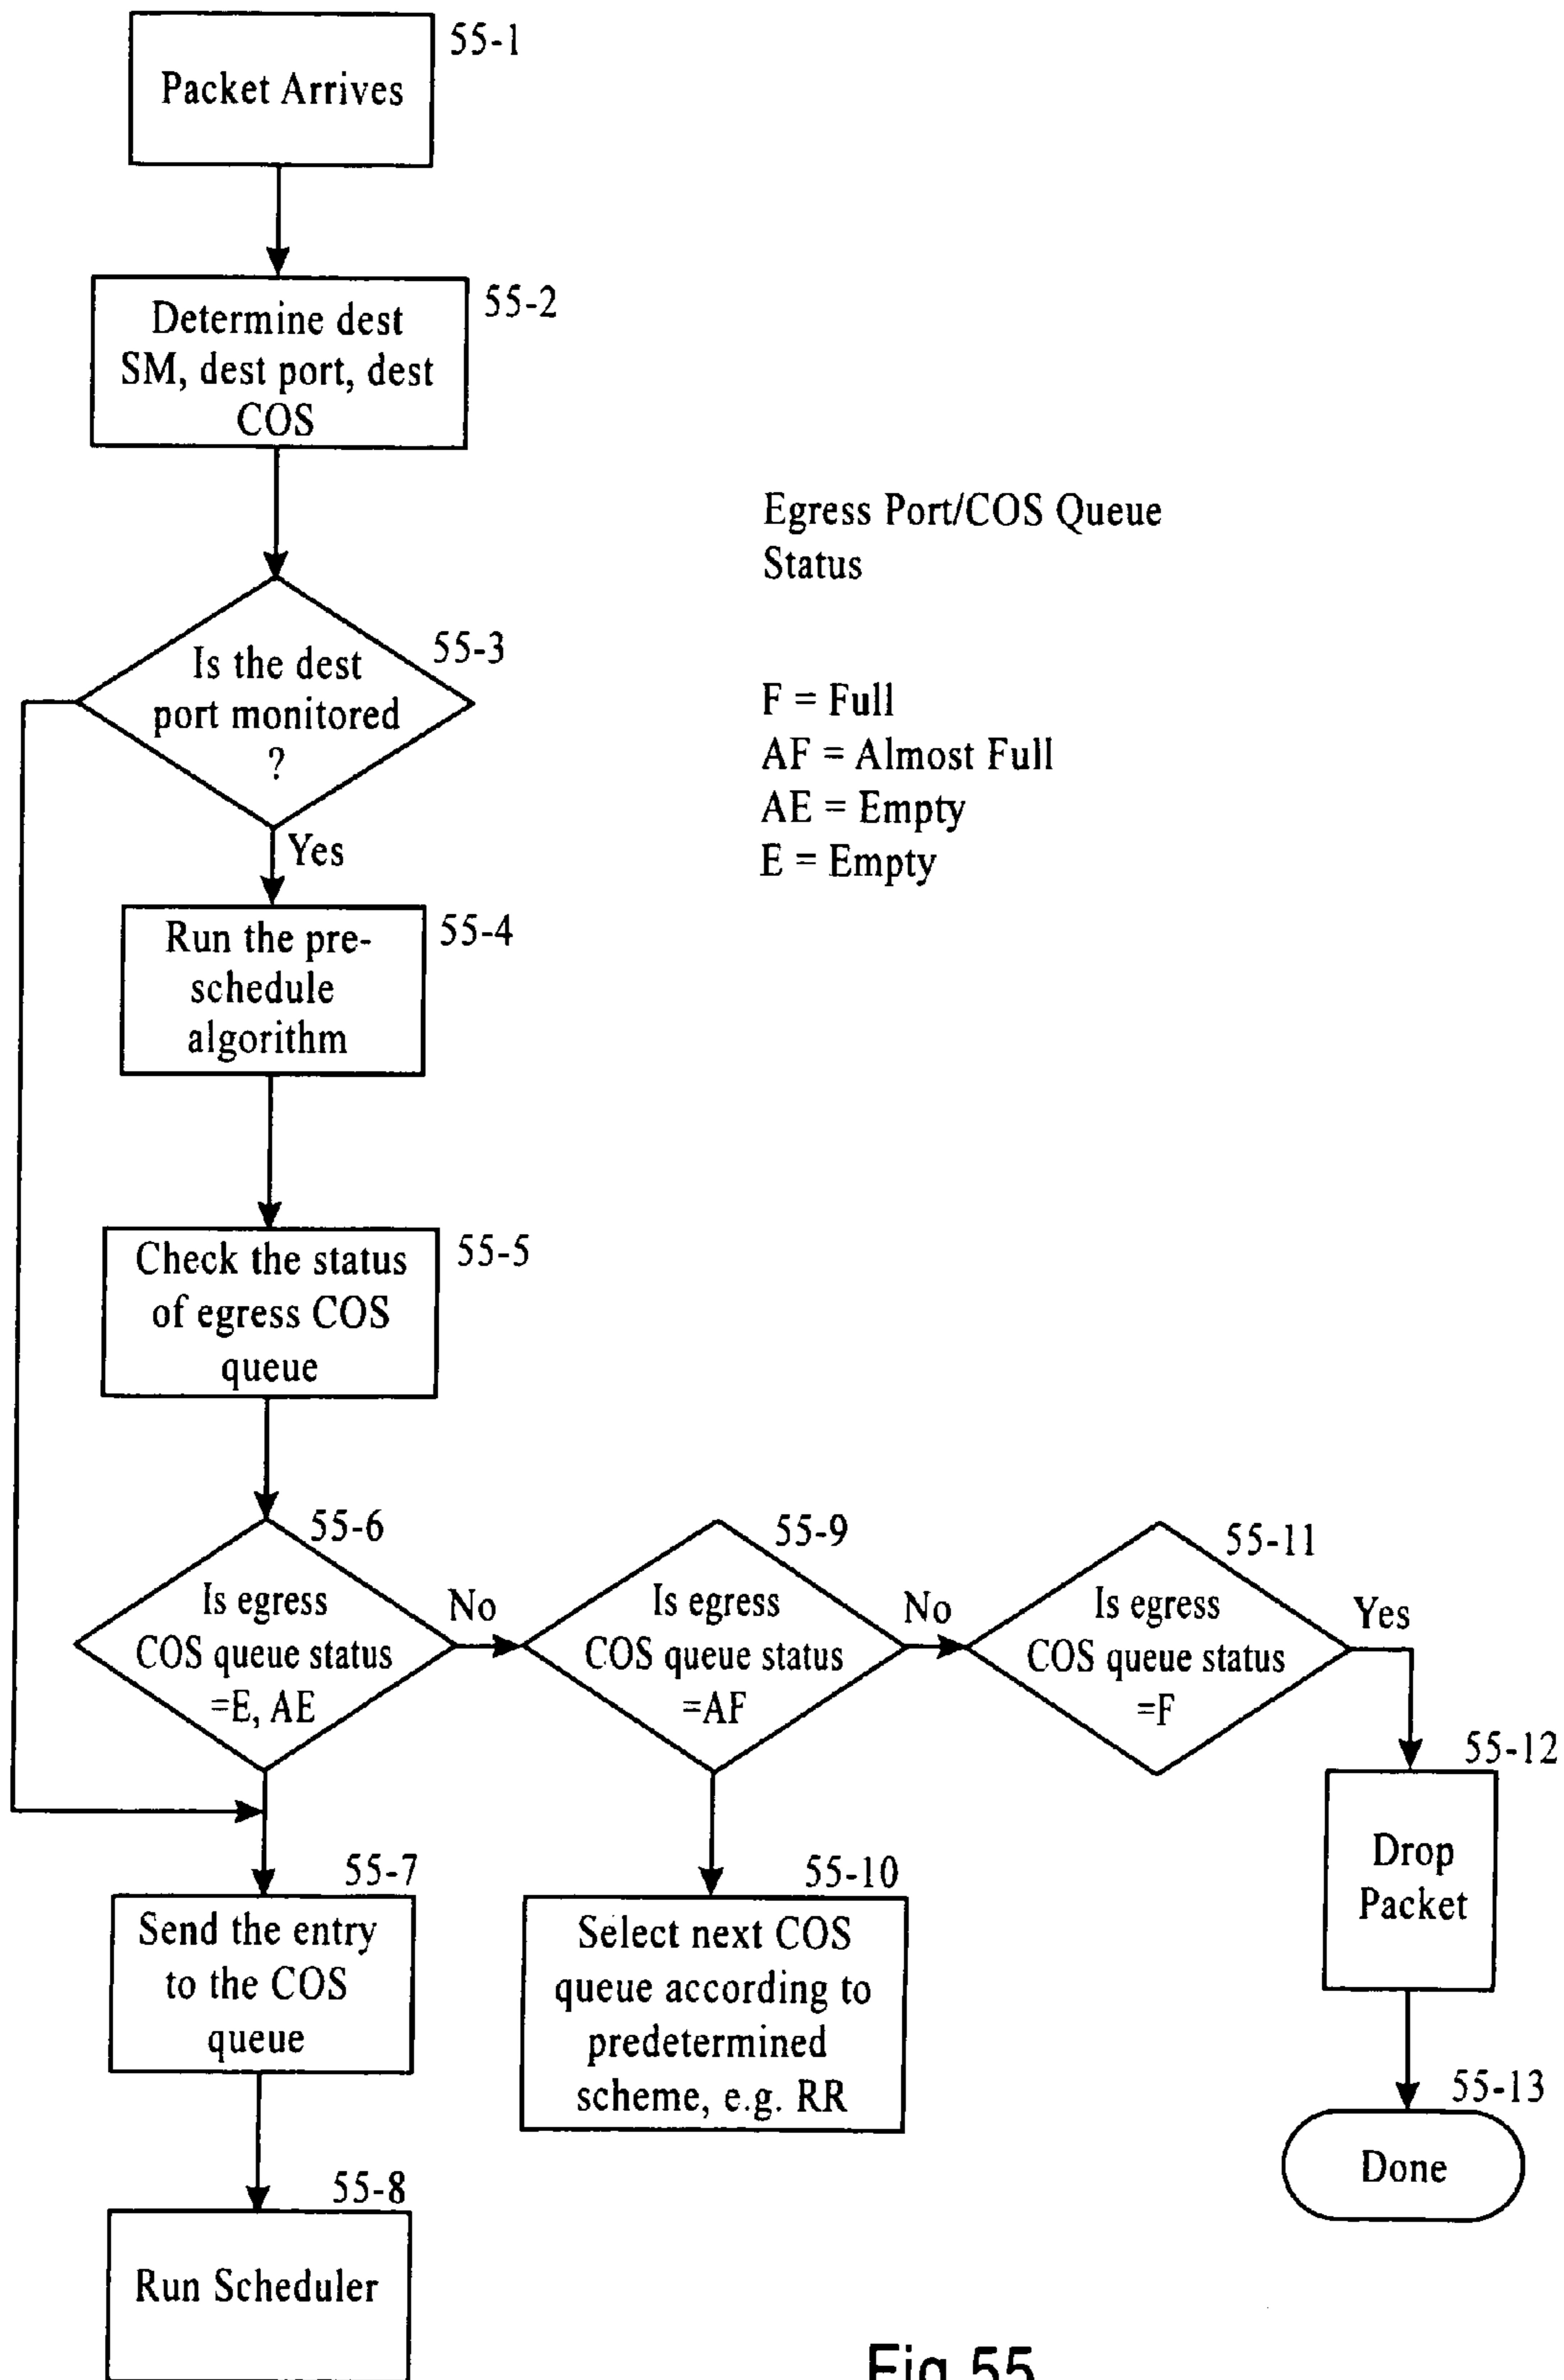 55-1
Packet Arrives
55-2
Determine dest
SM, dest port, dest
COS
Egress Port/COS Queue
Status
55-3
Is the dest
port monitored
?
F = Full
AF = Almost Full
AE = Empty
E = Empty
Yes
55-4
Run the pre-
schedule
algorithm
55-5
Check the status
of egress COS
queue
55-6
Is egress
COS queue status
=E, AE
No
55-9
Is egress
COS queue status
=AF
No
55-11
Is egress
COS queue status
=F
Yes
55-12
Drop
Packet
55-7
Send the entry
to the COS
queue
55-10
Select next COS
queue according to
predetermined
scheme, e.g. RR
55-13
Done
55-8
Run Scheduler
Fig 55